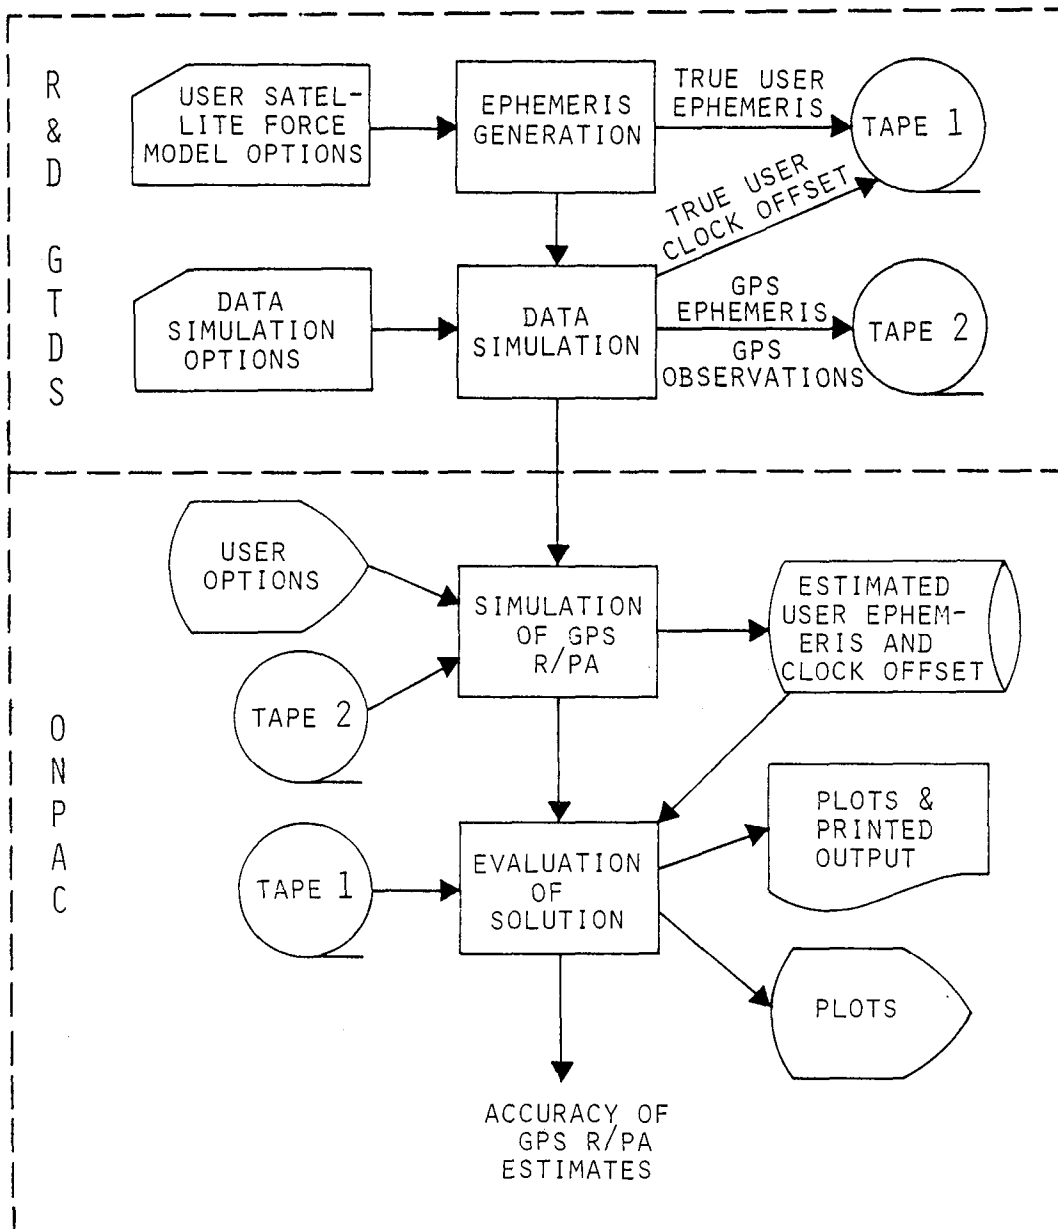 R
&
D
G
T
D
S
USER SATEL-
LITE FORCE
MODEL OPTIONS
EPHEMERIS
GENERATION
TRUE USER
EPHEMERIS
TAPE 1
TRUE USER
CLOCK OFFSET
DATA
SIMULATION
OPTIONS
DATA
SIMULATION
GPS
EPHEMERIS
GPS
OBSERVATIONS
TAPE 2
O
N
P
A
C
USER
OPTIONS
TAPE 2
SIMULATION
OF GPS
R/PA
ESTIMATED
USER EPHEM-
ERIS AND
CLOCK OFFSET
TAPE 1
EVALUATION
OF
SOLUTION
PLOTS &
PRINTED
OUTPUT
PLOTS
ACCURACY OF
GPS R/PA
ESTIMATES